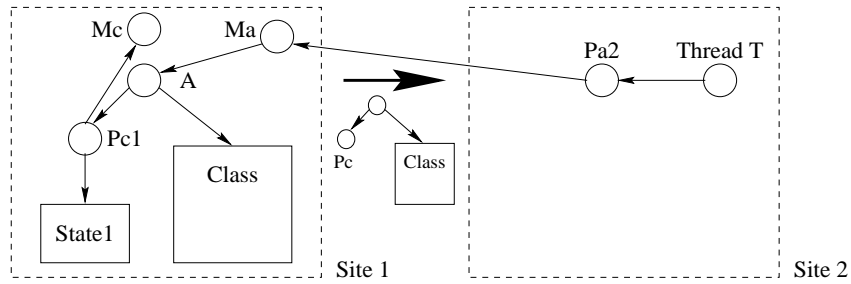 Mc
Ma
Pa2
Thread T
A
Pc1
Pc
Class
Class
State1
Site 1
Site 2